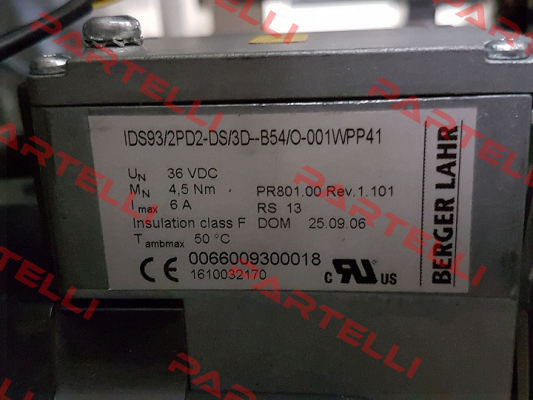 IDS93/2PD2-DS/3D--B54/O-001WPP41
UN 36 VDC
MN 4,5 Nm PR801.00 Rev.1.101
Imax 6 A RS 13
Insulation class F DOM 25.09.06
Tambmax 50 °C
CE 0066009300018
1610032170
c RU US
BERGER LAHR
PARTELLI
PARTELLI
PARTELLI
PARTELLI
PARTELLI
PARTELLI